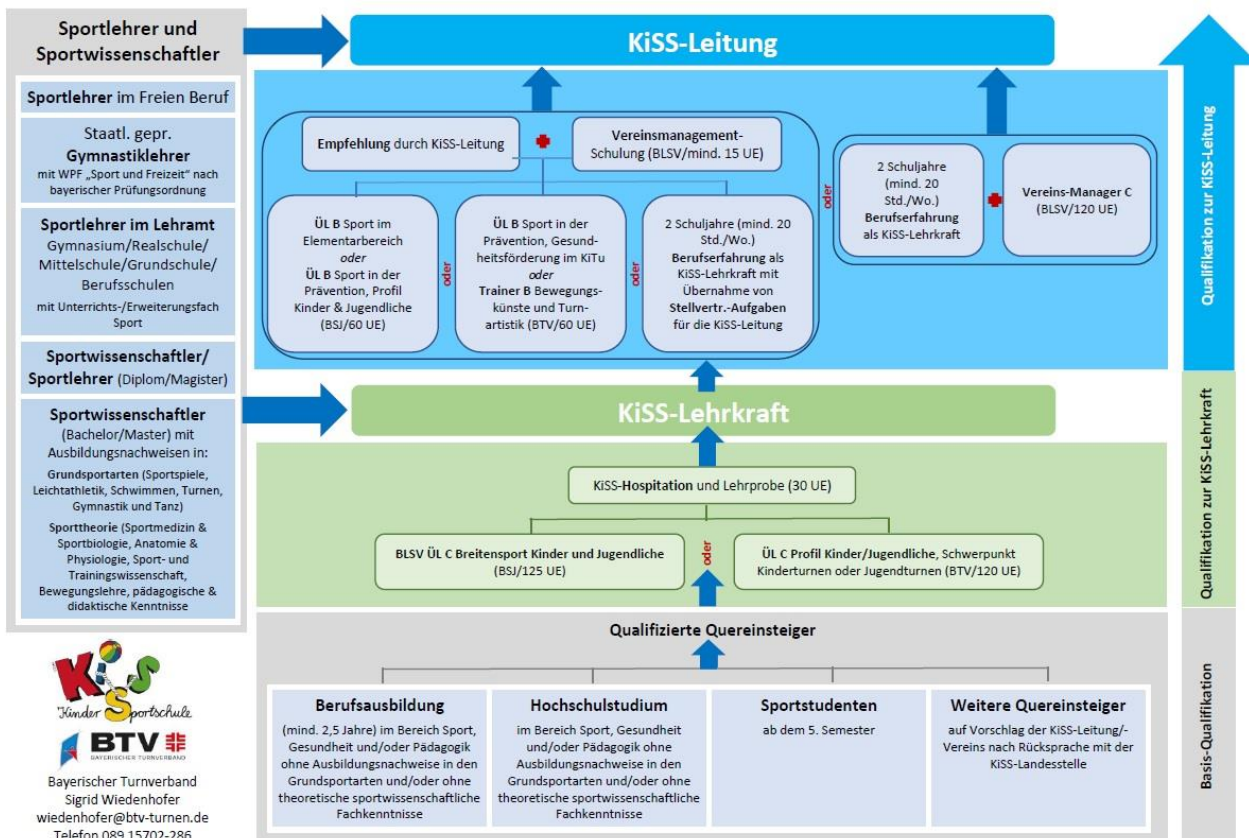 Sportlehrer und
Sportwissenschaftler
Sportlehrer im Freien Beruf
Staatl. gepr.
Gymnastiklehrer
mit WPF „Sport und Freizeit" nach
bayerischer Prüfungsordnung
Sportlehrer im Lehramt
Gymnasium/Realschule/
Mittelschule/Grundschule/
Berufsschulen
mit Unterrichts-/Erweiterungsfach
Sport
Sportwissenschaftler/
Sportlehrer (Diplom/Magister)
Sportwissenschaftler
(Bachelor/Master) mit
Ausbildungsnachweisen in:
Grundsportarten (Sportspiele,
Leichtathletik, Schwimmen, Turnen,
Gymnastik und Tanz)
Sporttheorie (Sportmedizin &
Sportbiologie, Anatomie &
Physiologie, Sport- und
Trainingswissenschaft,
Bewegungslehre, pädagogische &
didaktische Kenntnisse
KiSS
Kinder Sportschule
BTV
BAYERISCHER TURNVERBAND
Bayerischer Turnverband
Sigrid Wiedenhofer
wiedenhofer@btv-turnen.de
Telefon 089 15702-286
KiSS-Leitung
Empfehlung durch KiSS-Leitung
Vereinsmanagement-
Schulung (BLSV/mind. 15 UE)
ÜL B Sport im
Elementarbereich
oder
ÜL B Sport in der
Prävention, Profil
Kinder & Jugendliche
(BSJ/60 UE)
oder
ÜL B Sport in der
Prävention, Gesund-
heitsförderung im KiTu
oder
Trainer B Bewegungs-
künste und Turn-
artistik (BTV/60 UE)
oder
2 Schuljahre (mind. 20
Std./Wo.)
Berufserfahrung als
KiSS-Lehrkraft mit
Übernahme von
Stellvertr.-Aufgaben
für die KiSS-Leitung
oder
2 Schuljahre
(mind. 20
Std./Wo.)
Berufserfahrung
als KiSS-Lehrkraft
Vereins-Manager C
(BLSV/120 UE)
KiSS-Lehrkraft
KiSS-Hospitation und Lehrprobe (30 UE)
BLSV ÜL C Breitensport Kinder und Jugendliche
(BSJ/125 UE)
oder
ÜL C Profil Kinder/Jugendliche, Schwerpunkt
Kinderturnen oder Jugendturnen (BTV/120 UE)
Qualifizierte Quereinsteiger
Berufsausbildung
(mind. 2,5 Jahre) im Bereich Sport,
Gesundheit und/oder Pädagogik
ohne Ausbildungsnachweise in den
Grundsportarten und/oder ohne
theoretische sportwissenschaftliche
Fachkenntnisse
Hochschulstudium
im Bereich Sport, Gesundheit
und/oder Pädagogik ohne
Ausbildungsnachweise in den
Grundsportarten und/oder ohne
theoretische sportwissenschaftliche
Fachkenntnisse
Sportstudenten
ab dem 5. Semester
Weitere Quereinsteiger
auf Vorschlag der KiSS-Leitung/-
Vereins nach Rücksprache mit der
KiSS-Landesstelle
Qualifikation zur KiSS-Leitung
Qualifikation zur KiSS-Lehrkraft
Basis-Qualifikation